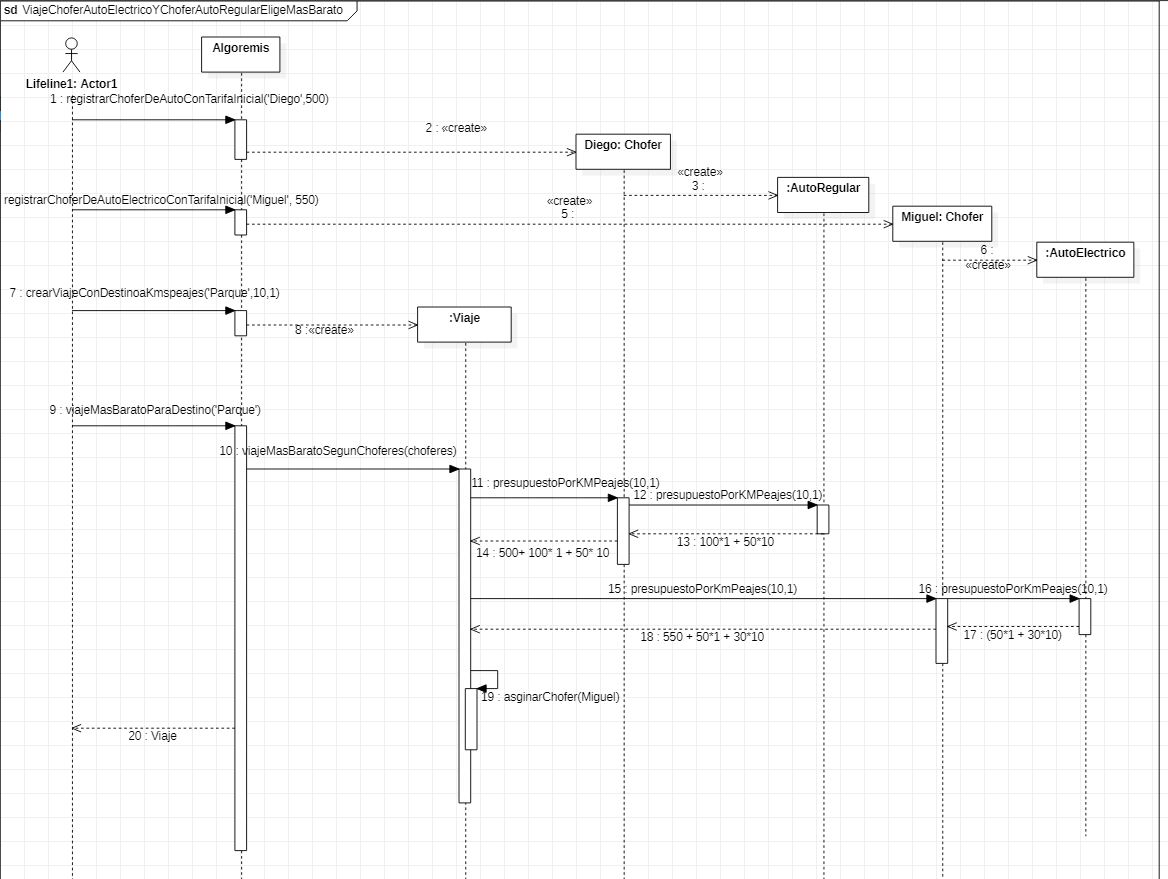 sd ViajeChoferAutoElectricoYChoferAutoRegularEligeMasBarato
Algoremis
Lifeline1: Actor1
1 : registrarChoferDeAutoConTarifaInicial('Diego',500)
2 : «create»
Diego: Chofer
«create»
3 :
:AutoRegular
registrarChoferDeAutoElectricoConTarifaInicial('Miguel', 550)
«create»
5 :
Miguel: Chofer
6 :
«create»
:AutoElectrico
7 : crearViajeConDestinoaKmspeajes('Parque',10,1)
8 :«create»
:Viaje
9 : viajeMasBaratoParaDestino('Parque')
10 : viajeMasBaratoSegunChoferes(choferes)
11 : presupuestoPorKMPeajes(10,1)
12 : presupuestoPorKMPeajes(10,1)
13 : 100*1 + 50*10
14 : 500+ 100* 1 + 50* 10
15 : presupuestoPorKmPeajes(10,1)
16 : presupuestoPorKmPeajes(10,1)
17 : (50*1 + 30*10)
18 : 550 + 50*1 + 30*10
19 : asginarChofer(Miguel)
20 : Viaje